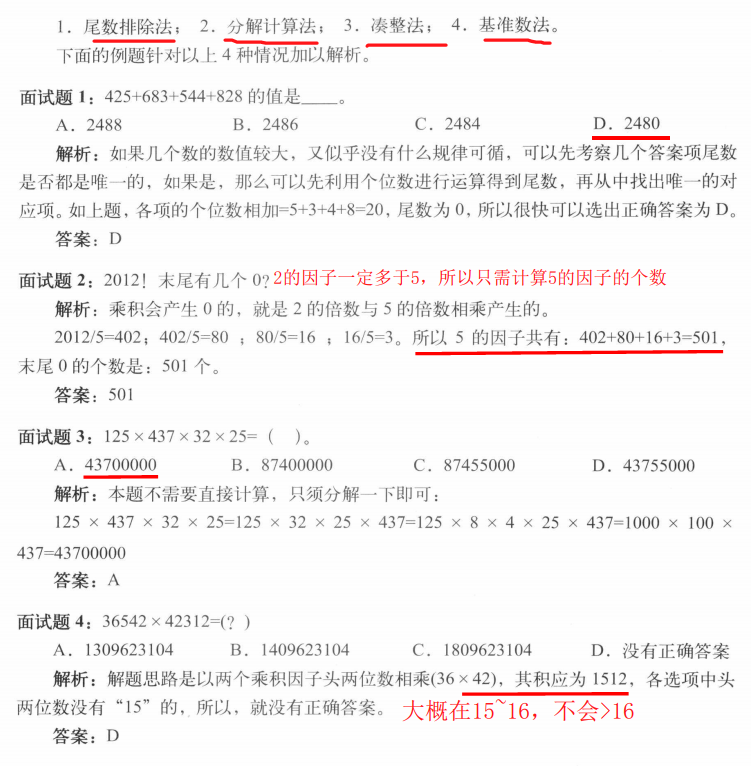 1. 尾数排除法; 2. 分解计算法; 3. 凑整法; 4. 基准数法。
下面的例题针对以上 4 种情况加以解析。
面试题 1: 425+683+544+828 的值是____。
A. 2488 B. 2486 C. 2484 D. 2480
解析: 如果几个数的数值较大, 又似乎没有什么规律可循, 可以先考察几个答案项尾数
是否都是唯一的, 如果是, 那么可以先利用个位数进行运算得到尾数, 再从中找出唯一的对
应项。如上题, 各项的个位数相加=5+3+4+8=20, 尾数为 0, 所以很快可以选出正确答案为 D。
答案: D
面试题 2: 2012! 末尾有几个 0? 2的因子一定多于5, 所以只需计算5的因子的个数
解析: 乘积会产生 0 的, 就是 2 的倍数与 5 的倍数相乘产生的。
2012/5=402; 402/5=80 ; 80/5=16 ; 16/5=3。所以 5 的因子共有: 402+80+16+3=501,
末尾 0 的个数是: 501 个。
答案: 501
面试题 3: 125×437×32×25= ( )。
A. 43700000 B. 87400000 C. 87455000 D. 43755000
解析: 本题不需要直接计算, 只须分解一下即可:
125 × 437 × 32 × 25=125 × 32 × 25 × 437=125 × 8 × 4 × 25 × 437=1000 × 100 ×
437=43700000
答案: A
面试题 4: 36542×42312=(? )
A. 1309623104 B. 1409623104 C. 1809623104 D. 没有正确答案
解析: 解题思路是以两个乘积因子头两位数相乘(36×42), 其积应为 1512, 各选项中头
两位数没有“15”的, 所以, 就没有正确答案。 大概在15~16, 不会>16
答案: D